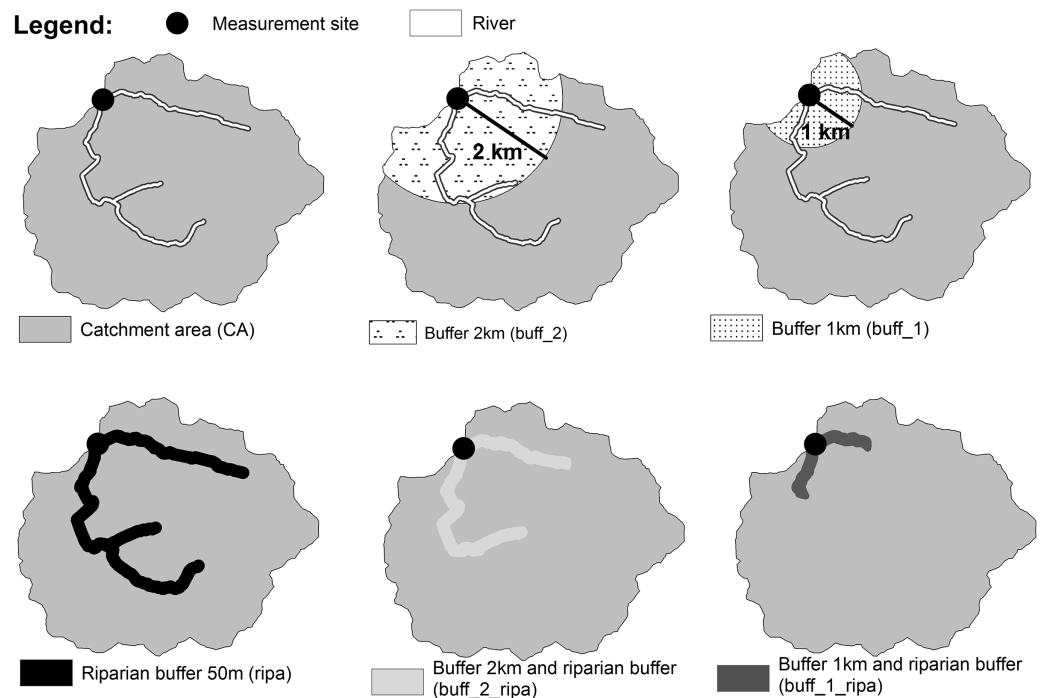 Legend:
Measurement site
River
2 km
1 km
Catchment area (CA)
Buffer 2km (buff_2)
Buffer 1km (buff_1)
Riparian buffer 50m (ripa)
Buffer 2km and riparian buffer
(buff_2_ripa)
Buffer 1km and riparian buffer
(buff_1_ripa)